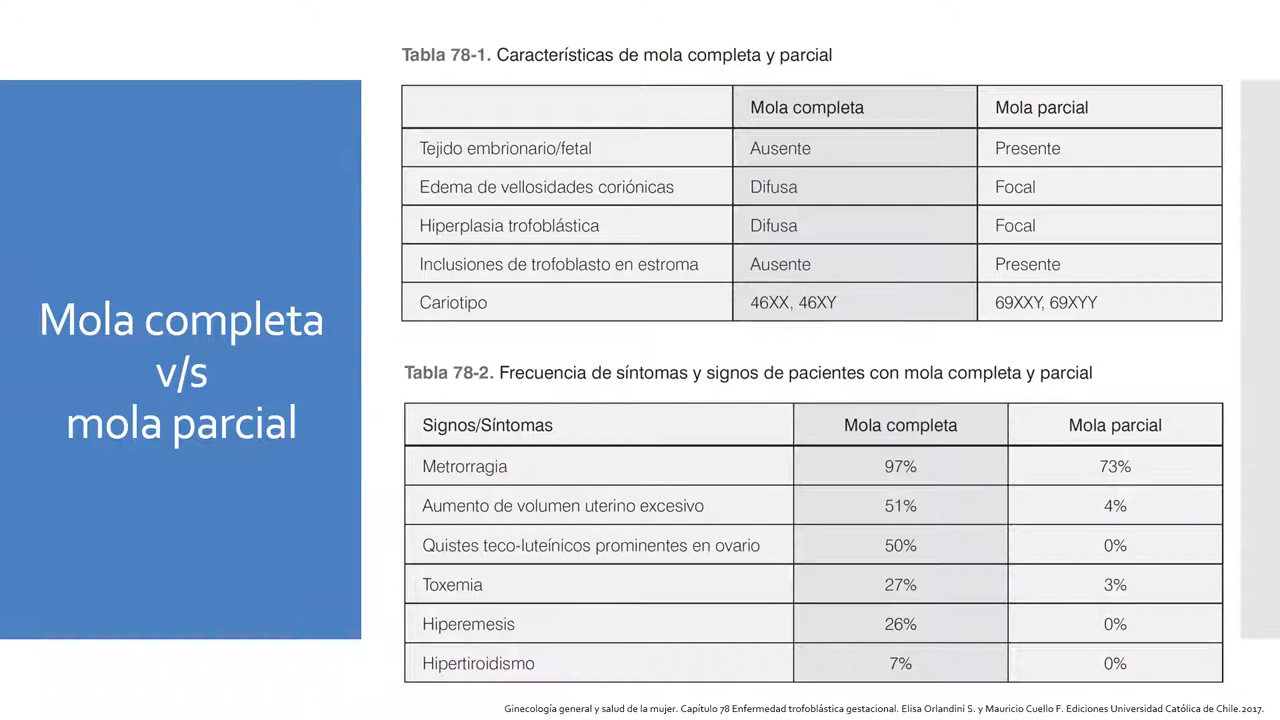 Mola completa
v/s
mola parcial
Tabla 78-1. Características de mola completa y parcial
Mola completa Mola parcial
Tejido embrionario/fetal Ausente Presente
Edema de vellosidades coriónicas Difusa Focal
Hiperplasia trofoblástica Difusa Focal
Inclusiones de trofoblasto en estroma Ausente Presente
Cariotipo 46XX, 46XY 69XXY, 69XYY
Tabla 78-2. Frecuencia de síntomas y signos de pacientes con mola completa y parcial
Signos/Síntomas Mola completa Mola parcial
Metrorragia 97% 73%
Aumento de volumen uterino excesivo 51% 4%
Quistes teco-luteínicos prominentes en ovario 50% 0%
Toxemia 27% 3%
Hiperemesis 26% 0%
Hipertiroidismo 7% 0%
Ginecología general y salud de la mujer. Capítulo 78 Enfermedad trofoblástica gestacional. Elisa Orlandini S. y Mauricio Cuello F. Ediciones Universidad Católica de Chile.2017.